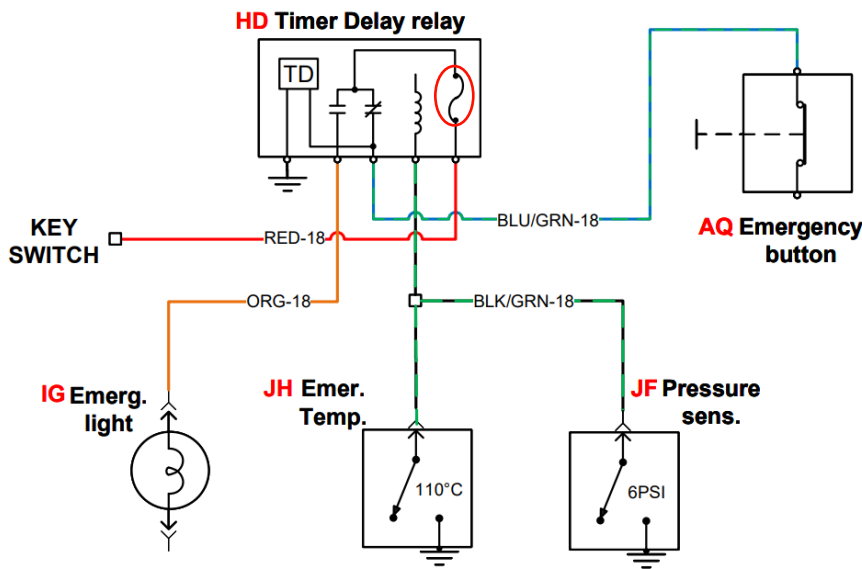 HD Timer Delay relay
TD
KEY
SWITCH
RED-18
BLU/GRN-18
AQ Emergency
button
ORG-18
BLK/GRN-18
IG Emerg.
light
JH Emer.
Temp.
JF Pressure
sens.
110°C
6PSI